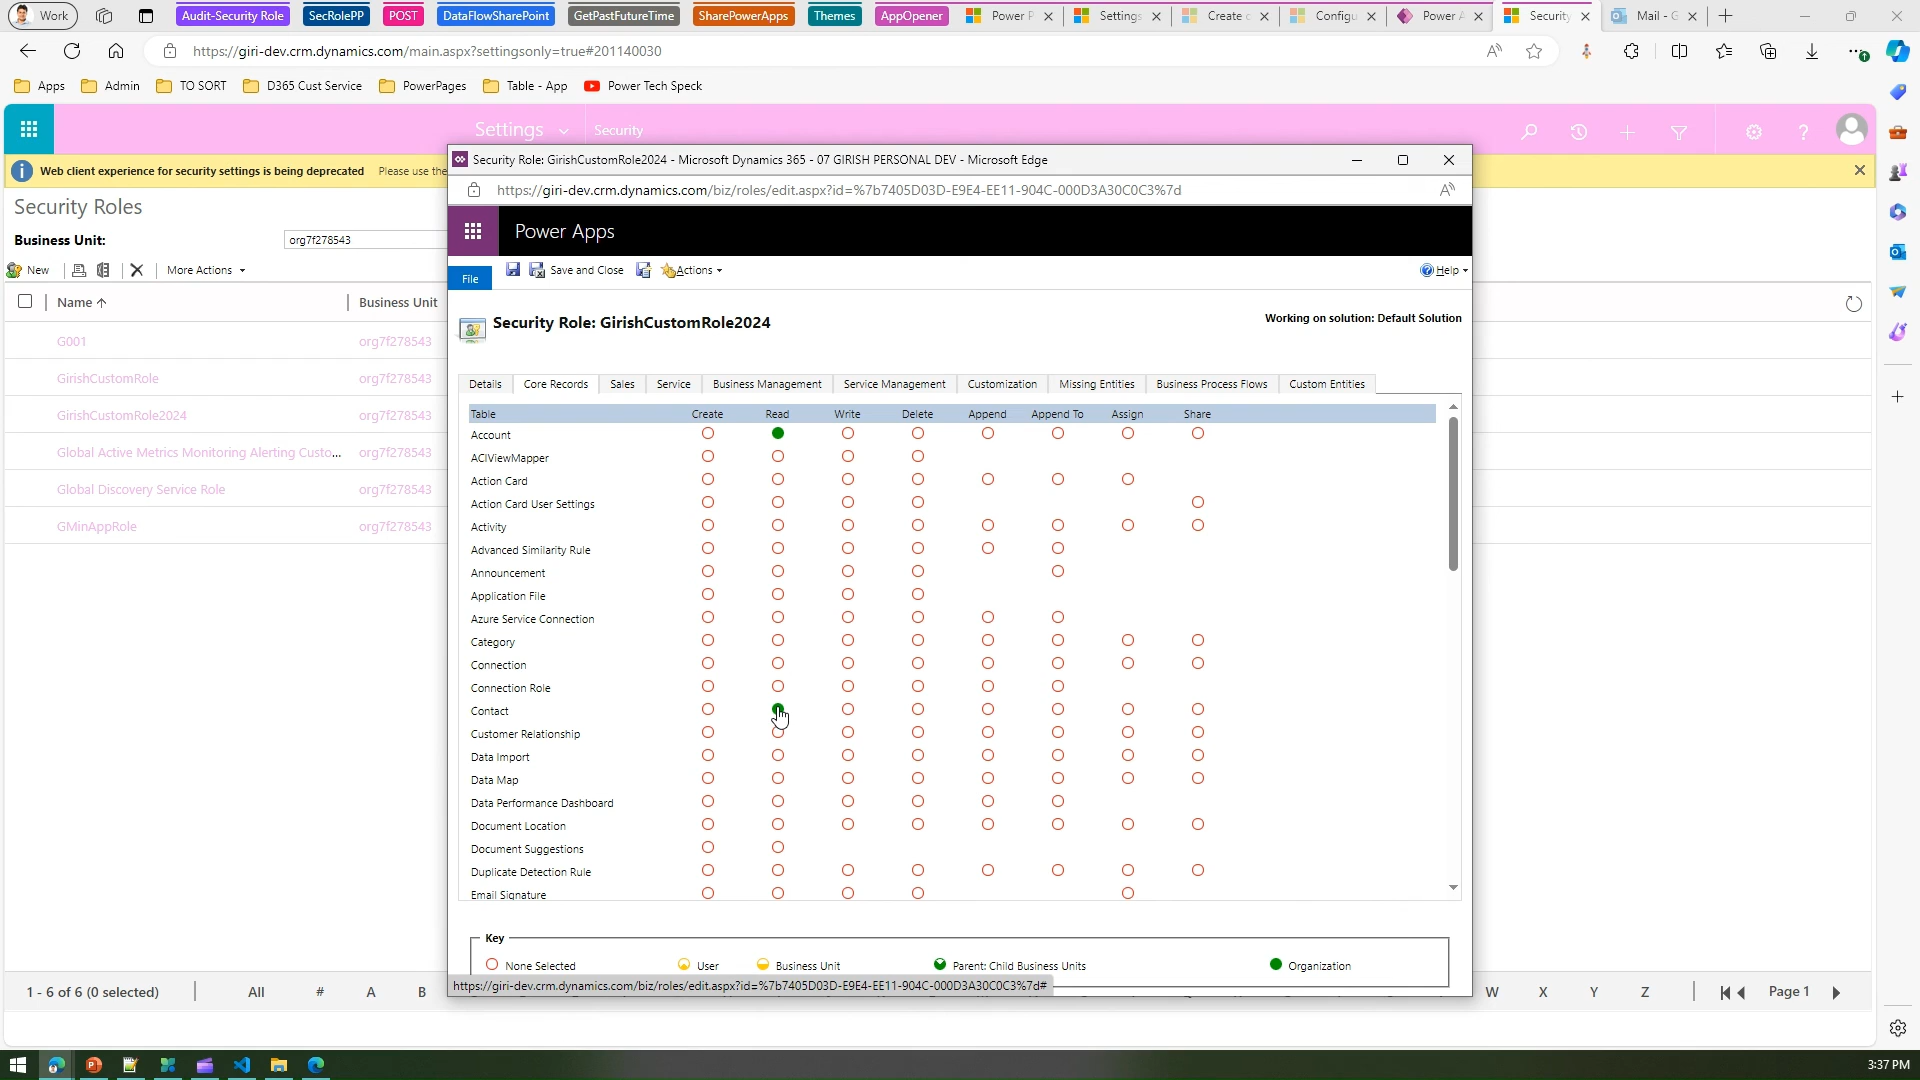 Work
Audit-Security Role
SecRolePP
POST
DataFlowSharePoint
GetPastFutureTime
SharePowerApps
Themes
AppOpener
Power F
Settings
Create c
Configu
Power A
Security
Mail - G
https://giri-dev.crm.dynamics.com/main.aspx?settingsonly=true#201140030
Apps
Admin
TO SORT
D365 Cust Service
PowerPages
Table - App
Power Tech Speck
Settings
Security
Web client experience for security settings is being deprecated Please use the
Security Roles
Business Unit:
org7f278543
New
More Actions
Name
Business Unit
G001 org7f278543
GirishCustomRole org7f278543
GirishCustomRole2024 org7f278543
Global Active Metrics Monitoring Alerting Custo... org7f278543
Global Discovery Service Role org7f278543
GMinAppRole org7f278543
1 - 6 of 6 (0 selected)
All # A B W X Y Z
Page 1
Security Role: GirishCustomRole2024 - Microsoft Dynamics 365 - 07 GIRISH PERSONAL DEV - Microsoft Edge
https://giri-dev.crm.dynamics.com/biz/roles/edit.aspx?id=%7b7405D03D-E9E4-EE11-904C-000D3A30C0C3%7d
Power Apps
File
Save and Close
Actions
Help
Security Role: GirishCustomRole2024
Working on solution: Default Solution
Details Core Records Sales Service Business Management Service Management Customization Missing Entities Business Process Flows Custom Entities
Table Create Read Write Delete Append Append To Assign Share
Account
ACIViewMapper
Action Card
Action Card User Settings
Activity
Advanced Similarity Rule
Announcement
Application File
Azure Service Connection
Category
Connection
Connection Role
Contact
Customer Relationship
Data Import
Data Map
Data Performance Dashboard
Document Location
Document Suggestions
Duplicate Detection Rule
Email Signature
Key
None Selected User Business Unit Parent: Child Business Units Organization
https://giri-dev.crm.dynamics.com/biz/roles/edit.aspx?id=%7b7405D03D-E9E4-EE11-904C-000D3A30C0C3%7d#
3:37 PM